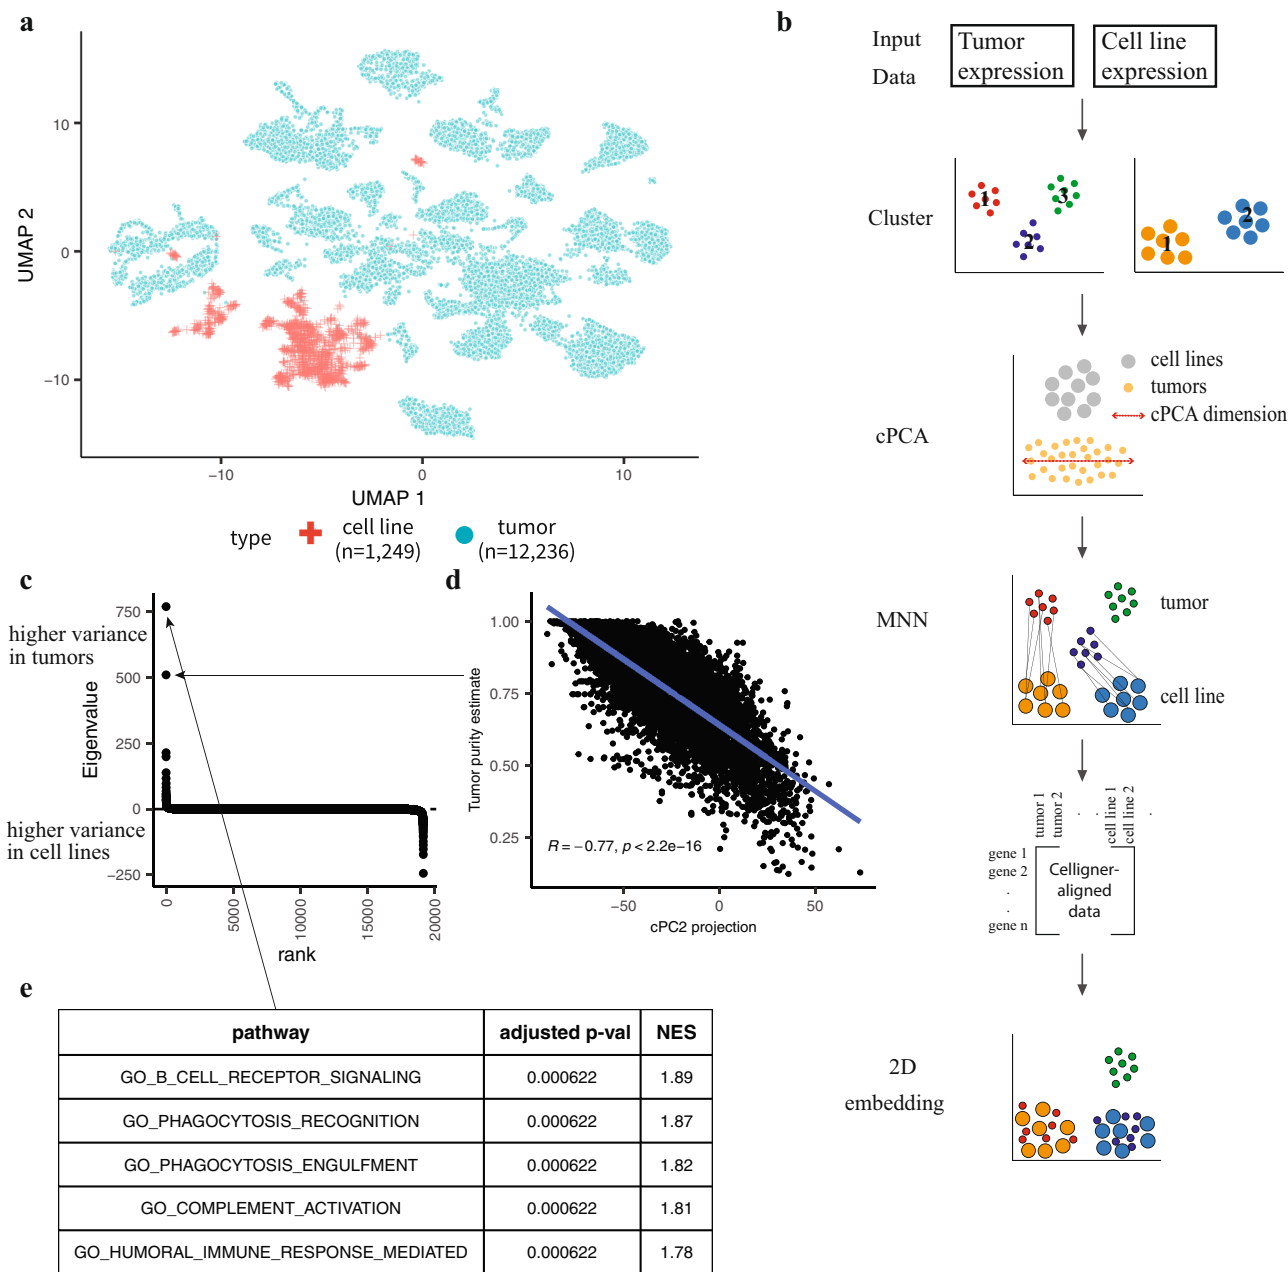 a
UMAP 2
10
0
−10
−10
0
10
UMAP 1
type
cell line
(n=1,249)
tumor
(n=12,236)
b
Input
Data
Tumor
expression
Cell line
expression
Cluster
1
2
3
1
2
cPCA
cell lines
tumors
cPCA dimension
MNN
tumor
cell line
tumor 1
tumor 2
.
.
cell line 1
cell line 2
.
gene 1
gene 2
.
.
gene n
Celligner-
aligned
data
2D
embedding
c
higher variance
in tumors
higher variance
in cell lines
Eigenvalue
750
500
250
0
−250
0
5000
10000
15000
20000
rank
d
Tumor purity estimate
1.00
0.75
0.50
0.25
R = −0.77, p < 2.2e−16
−50
0
50
cPC2 projection
e
pathway adjusted p-val NES
GO_B_CELL_RECEPTOR_SIGNALING 0.000622 1.89
GO_PHAGOCYTOSIS_RECOGNITION 0.000622 1.87
GO_PHAGOCYTOSIS_ENGULFMENT 0.000622 1.82
GO_COMPLEMENT_ACTIVATION 0.000622 1.81
GO_HUMORAL_IMMUNE_RESPONSE_MEDIATED 0.000622 1.78